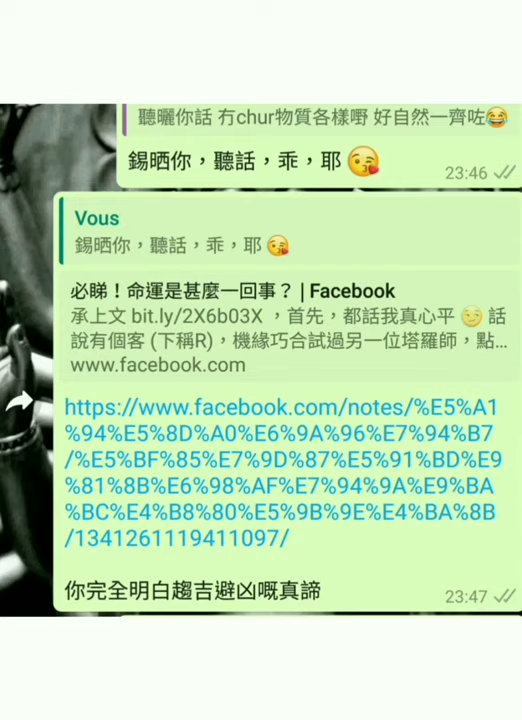 聽曬你話 冇chur物質各樣嘢 好自然一齊咗😂
錫晒你，聽話，乖，耶 😘
23:46
Vous
錫晒你，聽話，乖，耶 😘
必睇！命運是甚麼一回事？ | Facebook
承上文 bit.ly/2X6b03X ，首先，都話我真心平 😏 話
說有個客 (下稱R)，機緣巧合試過另一位塔羅師，點...
www.facebook.com
https://www.facebook.com/notes/%E5%A1
%94%E5%8D%A0%E6%9A%96%E7%94%B7
/%E5%BF%85%E7%9D%87%E5%91%BD%E9
%81%8B%E6%98%AF%E7%94%9A%E9%BA
%BC%E4%B8%80%E5%9B%9E%E4%BA%8B
/1341261119411097/
你完全明白趨吉避凶嘅真諦
23:47